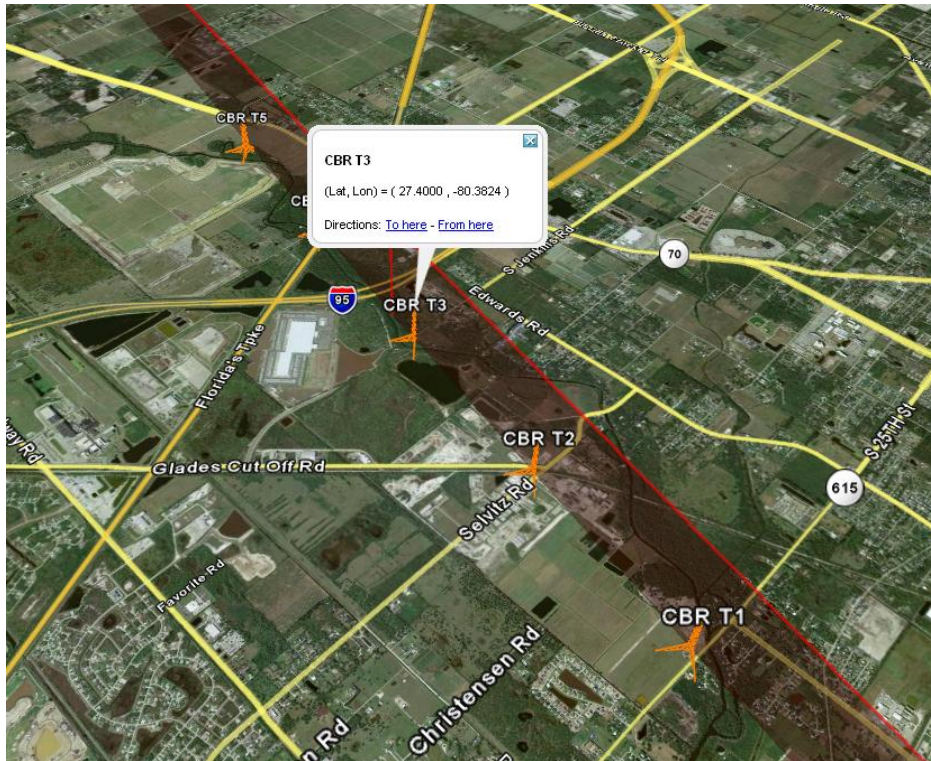 CBR T5
CBR T3
(Lat, Lon) = ( 27.4000 , -80.3824 )
Directions: To here - From here
S Jenkins Rd
70
95
CBR T3
Edwards Rd
Florida's Tpke
S 25TH St
CBR T2
Glades Cut Off Rd
615
Selvitz Rd
Favorite Rd
CBR T1
Christensen Rd
Rd